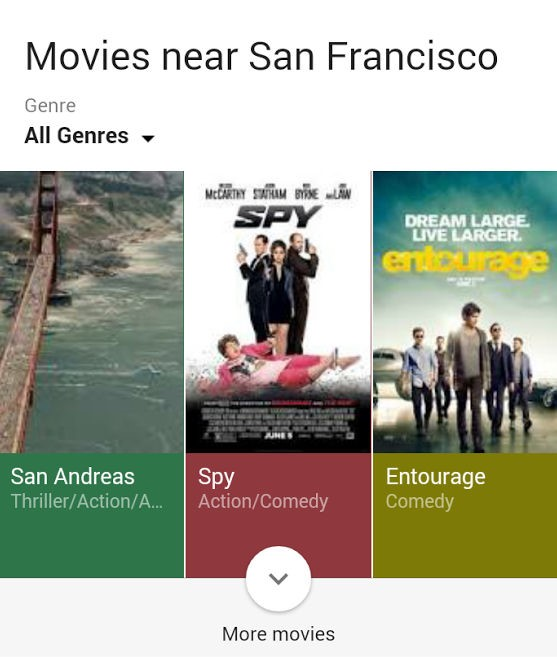 Movies near San Francisco
Genre
All Genres
McCARTHY STATHAM BYRNE AND LAW
SPY
JUNE 5
DREAM LARGE.
LIVE LARGER.
entourage
San Andreas
Thriller/Action/A...
Spy
Action/Comedy
Entourage
Comedy
More movies